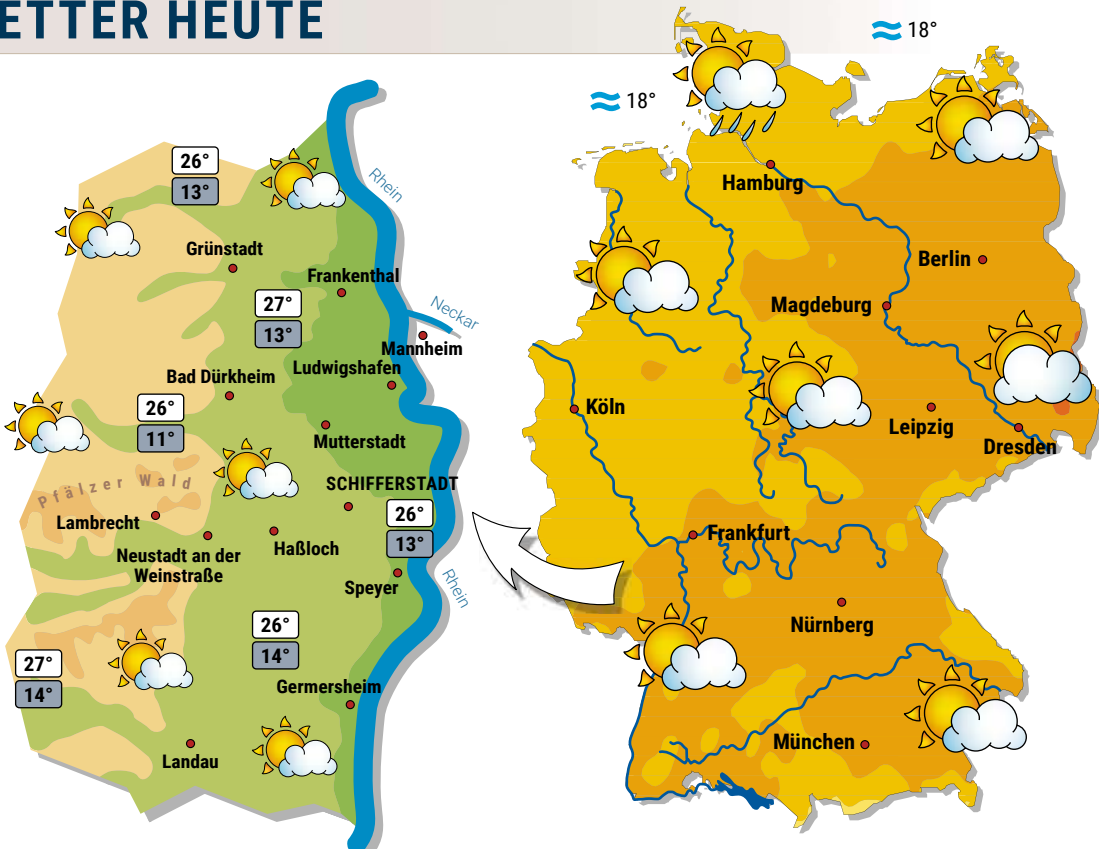 ETTER HEUTE
18°
18°
26°
13°
Rhein
Grünstadt
Frankenthal
27°
13°
Neckar
Mannheim
Ludwigshafen
Bad Dürkheim
26°
11°
Mutterstadt
Pfälzer Wald
SCHIFFERSTADT
26°
13°
Lambrecht
Haßloch
Neustadt an der
Weinstraße
Speyer
Rhein
26°
14°
27°
14°
Germersheim
Landau
Hamburg
Berlin
Magdeburg
Köln
Leipzig
Dresden
Frankfurt
Nürnberg
München